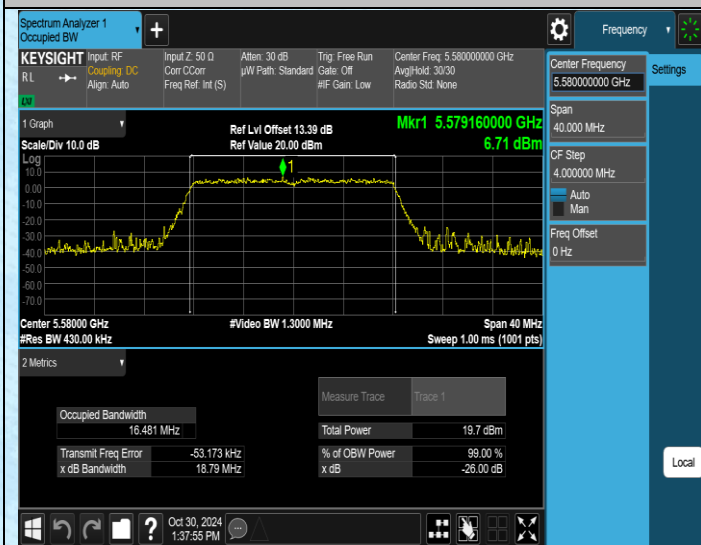 Spectrum Analyzer 1
Occupied BW
Frequency
KEYSIGHT
R L
Input: RF
Coupling: DC
Align: Auto
Input Z: 50 Ω
Corr CCorr
Freq Ref: Int (S)
Atten: 30 dB
µW Path: Standard
Trig: Free Run
Gate: Off
#IF Gain: Low
Center Freq: 5.580000000 GHz
Avg|Hold: 30/30
Radio Std: None
1 Graph
Scale/Div 10.0 dB
Ref Lvl Offset 13.39 dB
Ref Value 20.00 dBm
Mkr1 5.579160000 GHz
6.71 dBm
Log
10.0
0.00
-10.0
-20.0
-30.0
-40.0
-50.0
-60.0
-70.0
1
Center 5.58000 GHz
#Video BW 1.3000 MHz
Span 40 MHz
#Res BW 430.00 kHz
Sweep 1.00 ms (1001 pts)
2 Metrics
Measure Trace
Trace 1
Occupied Bandwidth
16.481 MHz
Total Power
19.7 dBm
Transmit Freq Error
-53.173 kHz
% of OBW Power
99.00 %
x dB Bandwidth
18.79 MHz
x dB
-26.00 dB
Center Frequency
5.580000000 GHz
Settings
Span
40.000 MHz
CF Step
4.000000 MHz
Auto
Man
Freq Offset
0 Hz
Local
?
Oct 30, 2024
1:37:55 PM